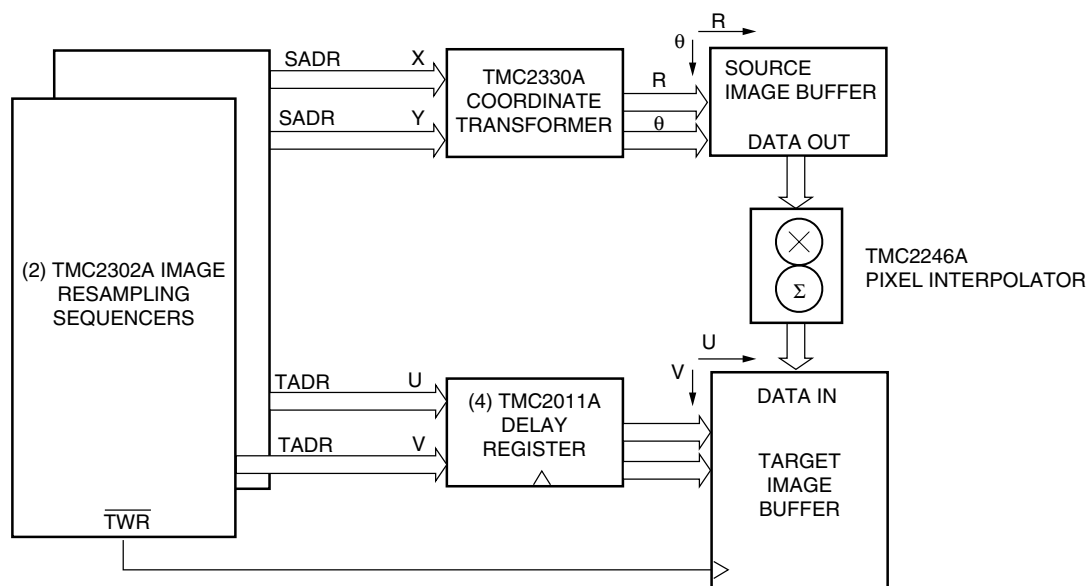 R
θ
SADR X
TMC2330A
COORDINATE
TRANSFORMER
R
θ
SOURCE
IMAGE BUFFER
DATA OUT
SADR Y
(2) TMC2302A IMAGE
RESAMPLING
SEQUENCERS
TWR
Σ
TMC2246A
PIXEL INTERPOLATOR
U
V
TADR U
TADR V
(4) TMC2011A
DELAY
REGISTER
DATA IN
TARGET
IMAGE
BUFFER